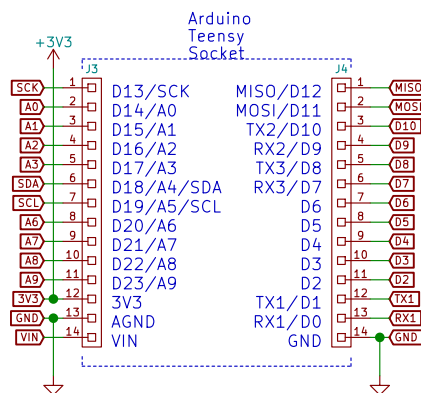 Arduino
Teensy
Socket
+3V3
J3 J4
SCK 1 D13/SCK MISO/D12 1 MISO
A0 2 D14/A0 MOSI/D11 2 MOSI
A1 3 D15/A1 TX2/D10 3 D10
A2 4 D16/A2 RX2/D9 4 D9
A3 5 D17/A3 TX3/D8 5 D8
SDA 6 D18/A4/SDA RX3/D7 6 D7
SCL 7 D19/A5/SCL D6 7 D6
A6 8 D20/A6 D5 8 D5
A7 9 D21/A7 D4 9 D4
A8 10 D22/A8 D3 10 D3
A9 11 D23/A9 D2 11 D2
3V3 12 3V3 TX1/D1 12 TX1
GND 13 AGND RX1/D0 13 RX1
VIN 14 VIN GND 14 GND